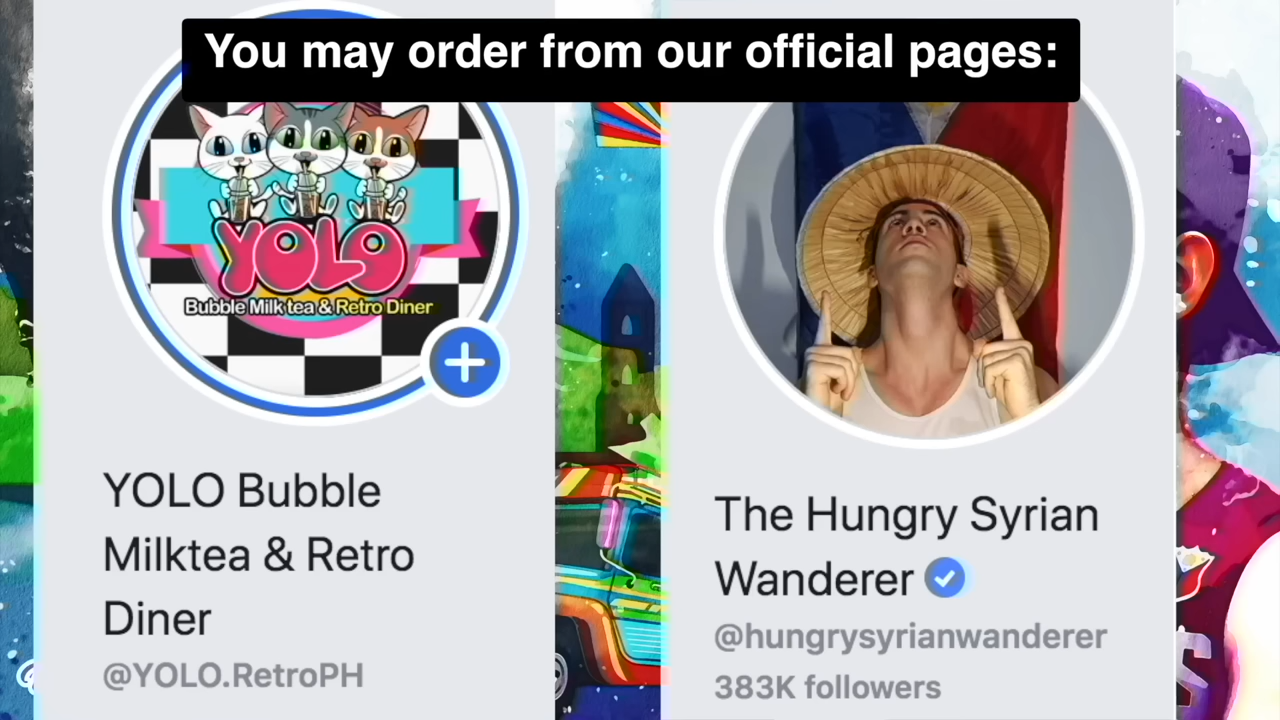 You may order from our official pages:
YOLO
Bubble Milk tea & Retro Diner
YOLO Bubble
Milktea & Retro
Diner
@YOLO.RetroPH
The Hungry Syrian
Wanderer
@hungrysyrianwanderer
383K followers